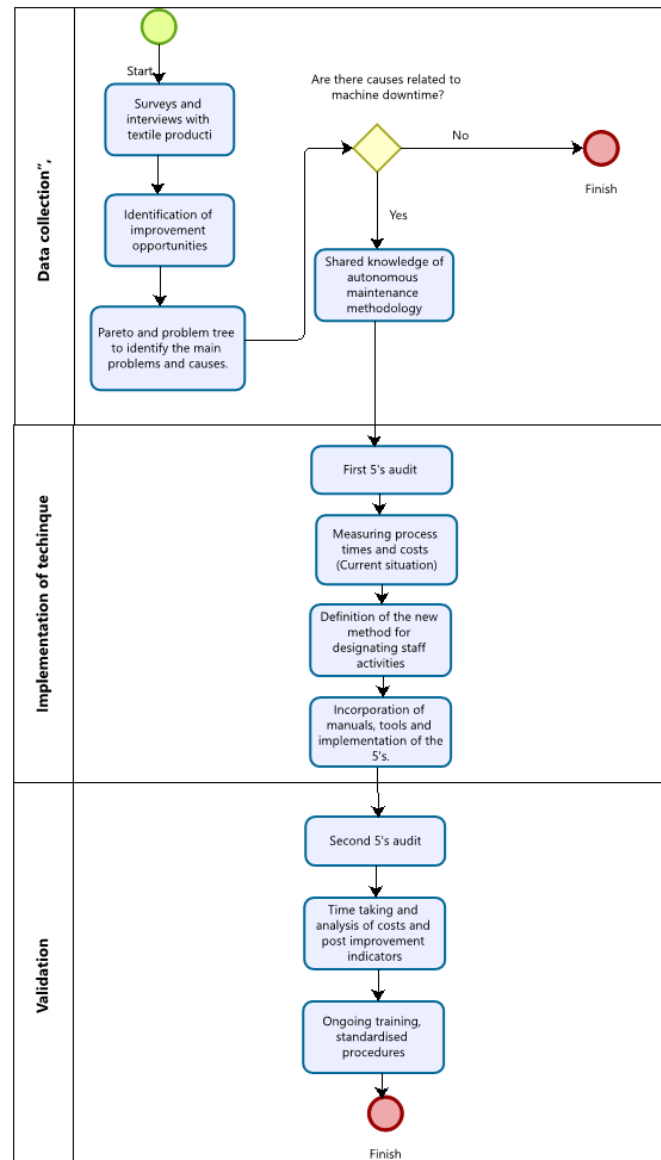 Data collection”,
Start
Surveys and
interviews with
textile producti
Identification of
improvement
opportunities
Pareto and problem tree
to identify the main
problems and causes.
Are there causes related to
machine downtime?
No
Finish
Yes
Shared knowledge of
autonomous
maintenance
methodology
Implementation of techinque
First 5's audit
Measuring process
times and costs
(Current situation)
Definition of the new
method for
designating staff
activities
Incorporation of
manuals, tools and
implementation of the
5's.
Validation
Second 5's audit
Time taking and
analysis of costs and
post improvement
indicators
Ongoing training,
standardised
procedures
Finish